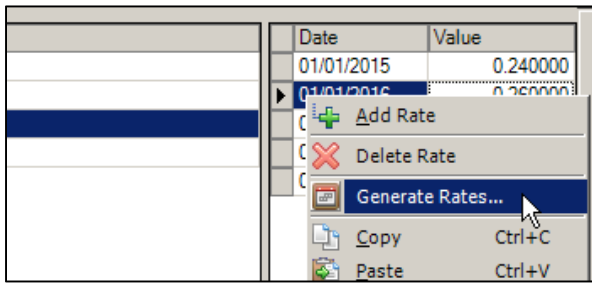 Date Value
01/01/2015 0.240000
01/01/2016 0.260000
Add Rate
Delete Rate
Generate Rates...
Copy Ctrl+C
Paste Ctrl+V